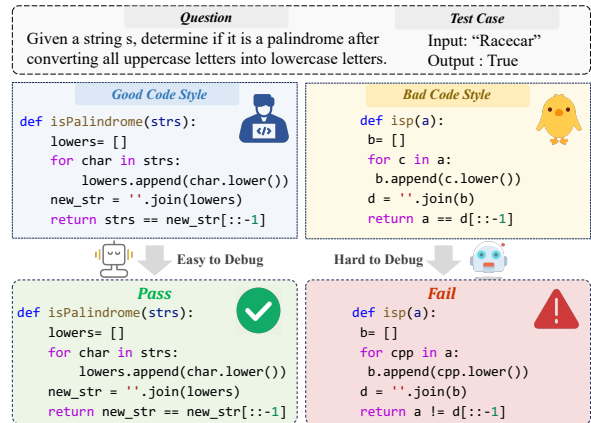 Question
Given a string s, determine if it is a palindrome after
converting all uppercase letters into lowercase letters.
Test Case
Input: “Racecar”
Output : True
Good Code Style
def isPalindrome(strs):
    lowers= []
    for char in strs:
        lowers.append(char.lower())
    new_str = ''.join(lowers)
    return strs == new_str[::-1]
Bad Code Style
def isp(a):
 b= []
 for c in a:
  b.append(c.lower())
 d = ''.join(b)
 return a == d[::-1]
</>
Easy to Debug
Hard to Debug
Pass
def isPalindrome(strs):
    lowers= []
    for char in strs:
        lowers.append(char.lower())
    new_str = ''.join(lowers)
    return new_str == new_str[::-1]
Fail
def isp(a):
 b= []
 for cpp in a:
  b.append(cpp.lower())
 d = ''.join(b)
 return a != d[::-1]